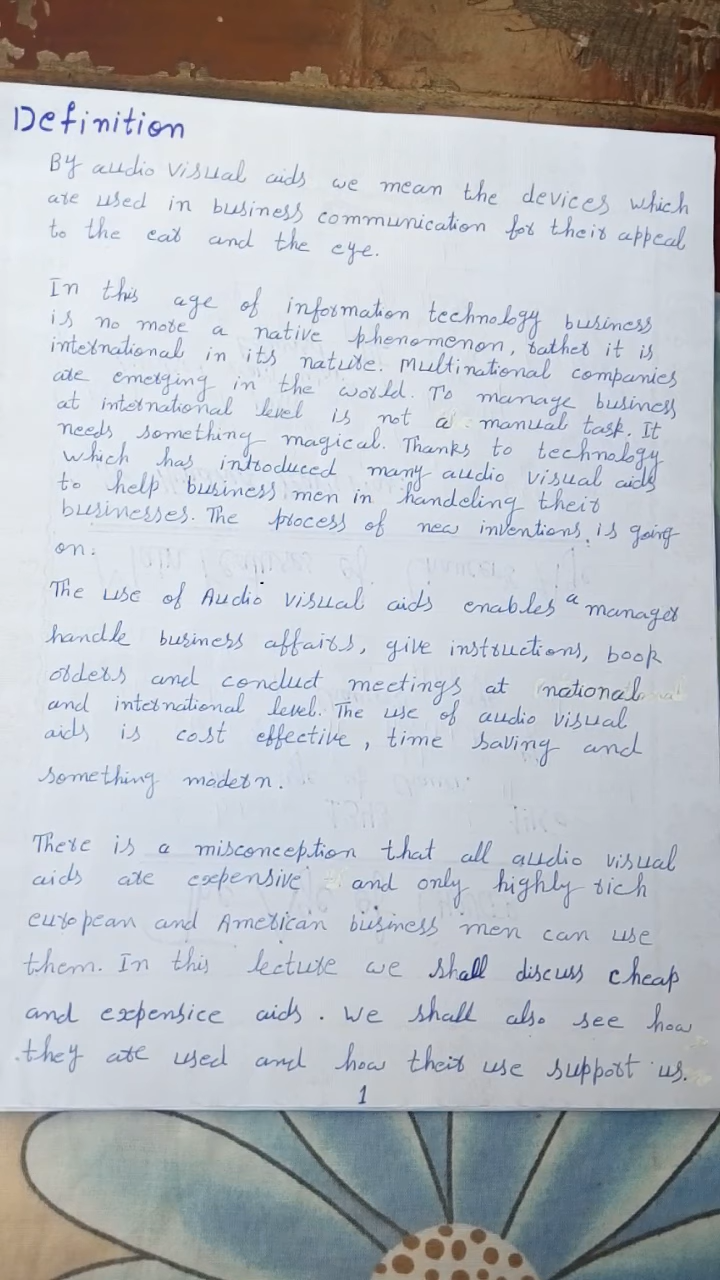 Definition
By audio visual aids we mean the devices which
are used in business communication for their appeal
to the ear and the eye.
In this age of information technology business
is no more a native phenomenon, rather it is
international in its nature. Multinational companies
are emerging in the world. To manage business
at international level is not a manual task. It
needs something magical. Thanks to technology
which has introduced many audio visual aids
to help business men in handeling their
businesses. The process of new inventions is going
on.
The use of Audio visual aids enables a manager
handle business affairs, give instructions, book
orders and conduct meetings at national
and international level. The use of audio visual
aids is cost effective, time saving and
something modern.
There is a misconception that all audio visual
aids are expensive and only highly rich
european and American business men can use
them. In this lecture we shall discuss cheap
and expensice aids. We shall also see how
they are used and how their use support us.
1